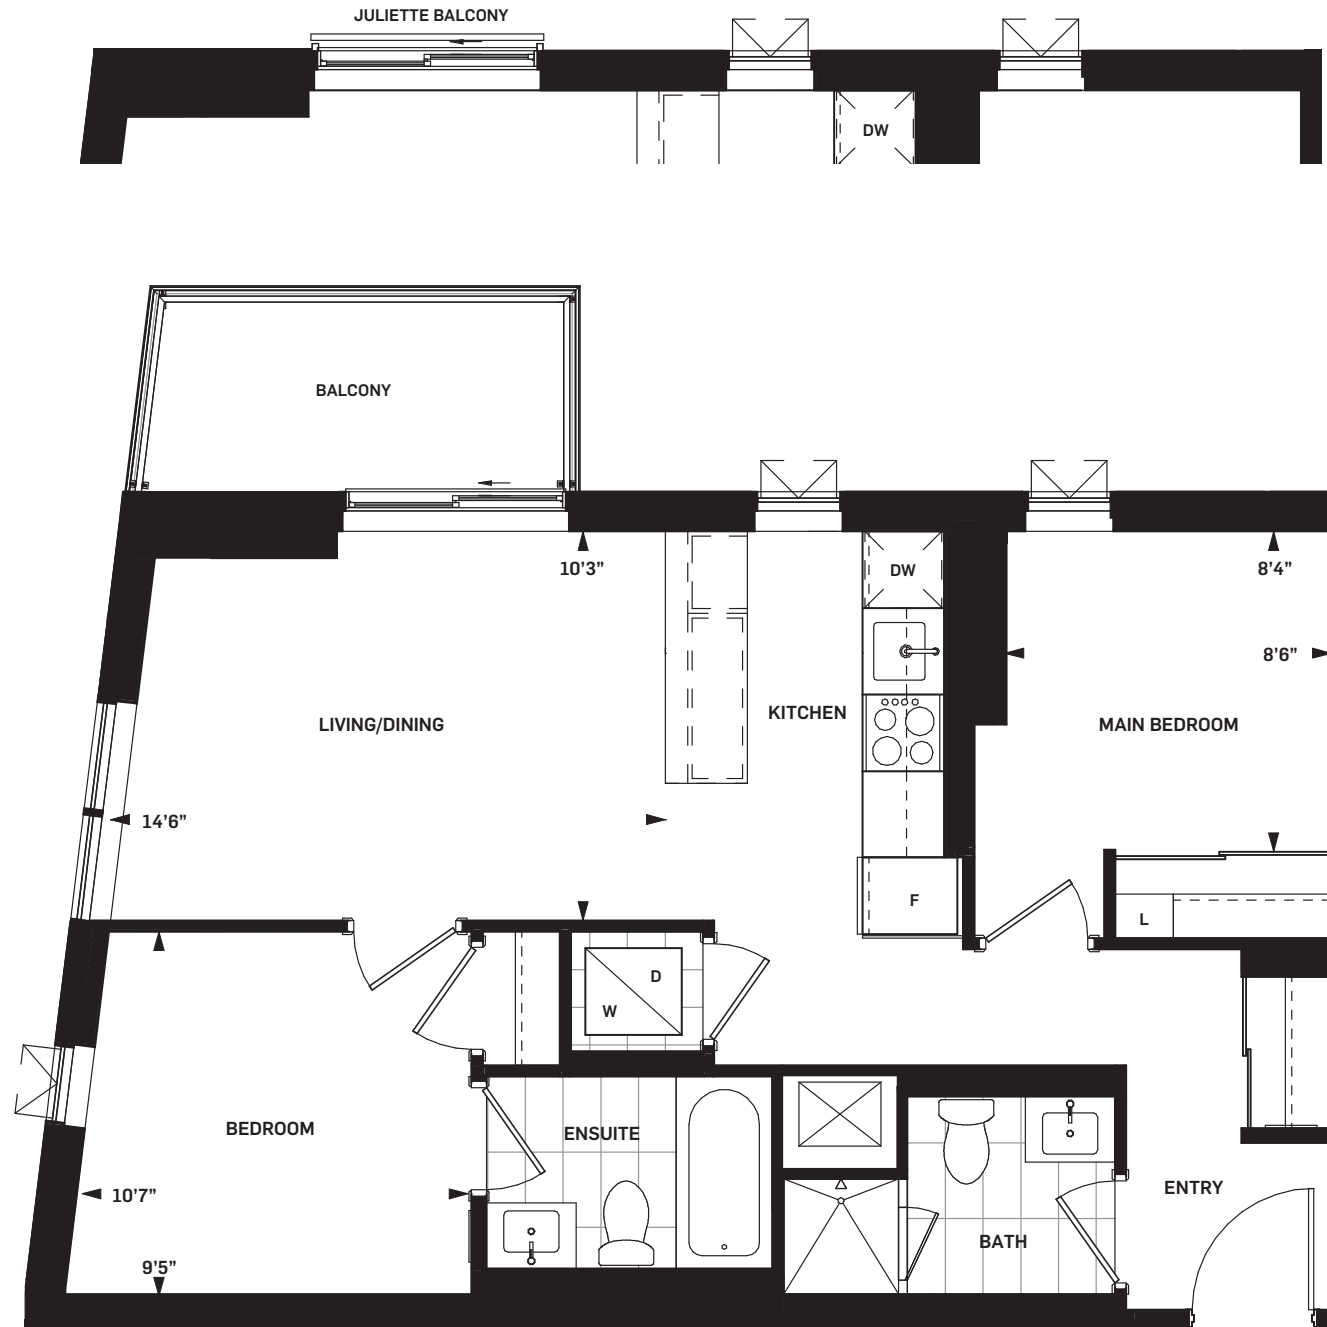 JULIETTE BALCONY
DW
BALCONY
10’3”
DW
8’4”
8’6”
LIVING/DINING
KITCHEN
MAIN BEDROOM
14’6”
F
L
D
W
BEDROOM
ENSUITE
10’7”
ENTRY
BATH
9’5”